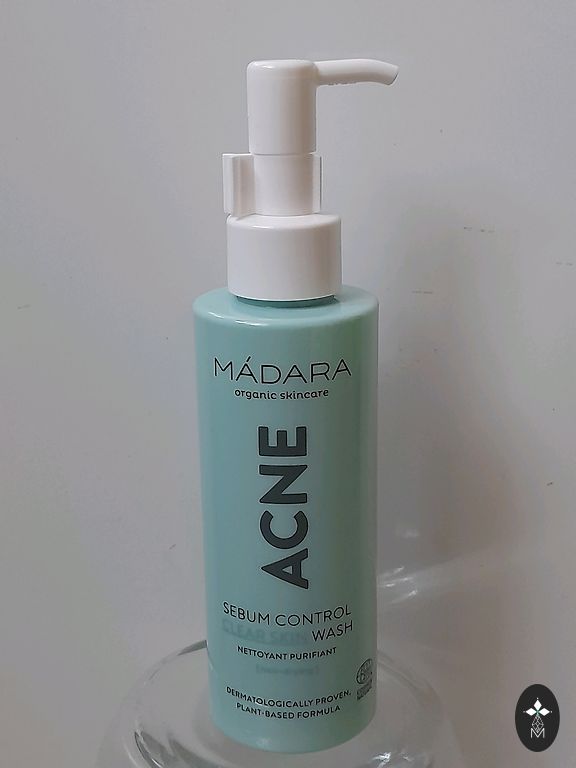 MÁDARA
organic skincare
ACNE
SEBUM CONTROL
CLEAR SKIN WASH
NETTOYANT PURIFIANT
DERMATOLOGICALLY PROVEN,
PLANT-BASED FORMULA
M